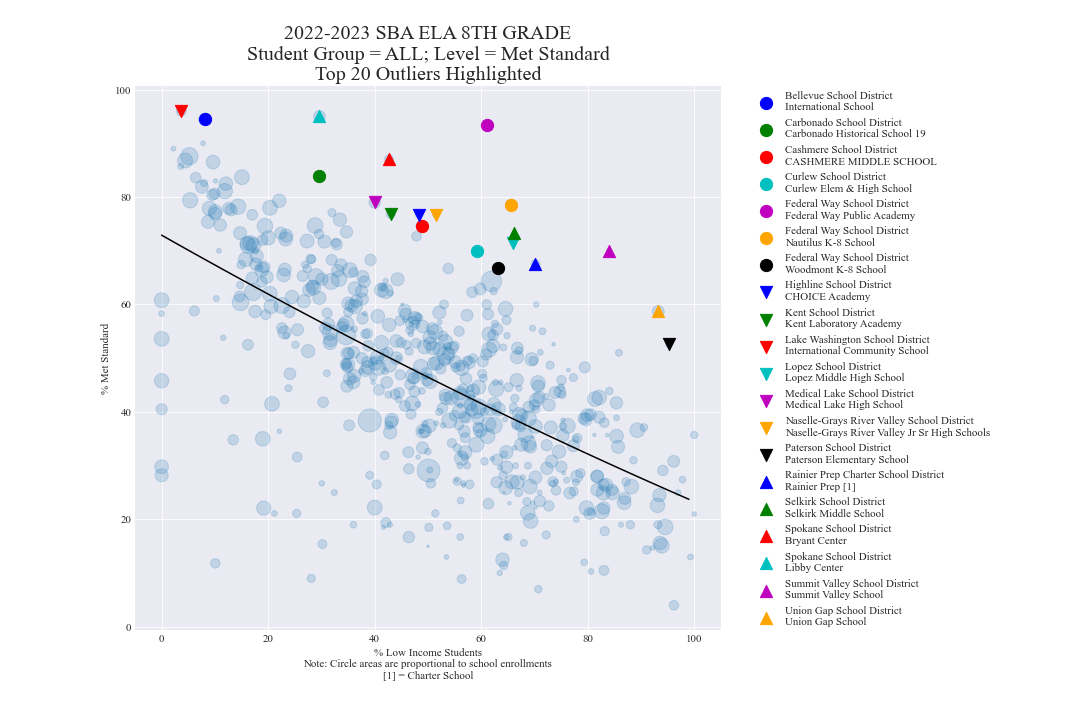 2022-2023 SBA ELA 8TH GRADE
Student Group = ALL; Level = Met Standard
Top 20 Outliers Highlighted
100
80
60
40
20
0
% Met Standard
0 20 40 60 80 100
% Low Income Students
Note: Circle areas are proportional to school enrollments
[1] = Charter School
Bellevue School District
International School
Carbonado School District
Carbonado Historical School 19
Cashmere School District
CASHMERE MIDDLE SCHOOL
Curlew School District
Curlew Elem & High School
Federal Way School District
Federal Way Public Academy
Federal Way School District
Nautilus K-8 School
Federal Way School District
Woodmont K-8 School
Highline School District
CHOICE Academy
Kent School District
Kent Laboratory Academy
Lake Washington School District
International Community School
Lopez School District
Lopez Middle High School
Medical Lake School District
Medical Lake High School
Naselle-Grays River Valley School District
Naselle-Grays River Valley Jr Sr High Schools
Paterson School District
Paterson Elementary School
Rainier Prep Charter School District
Rainier Prep [1]
Selkirk School District
Selkirk Middle School
Spokane School District
Bryant Center
Spokane School District
Libby Center
Summit Valley School District
Summit Valley School
Union Gap School District
Union Gap School